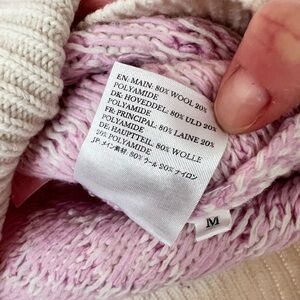 EN: MAIN: 80% WOOL 20%
POLYAMIDE
DK: HOVEDDEL: 80% ULD 20%
POLYAMIDE
FR: PRINCIPAL: 80% LAINE 20%
POLYAMIDE
DE: HAUPTTEIL: 80% WOLLE
20% POLYAMIDE
JP: メイン素材: 80% ウール 20% ナイロン
M